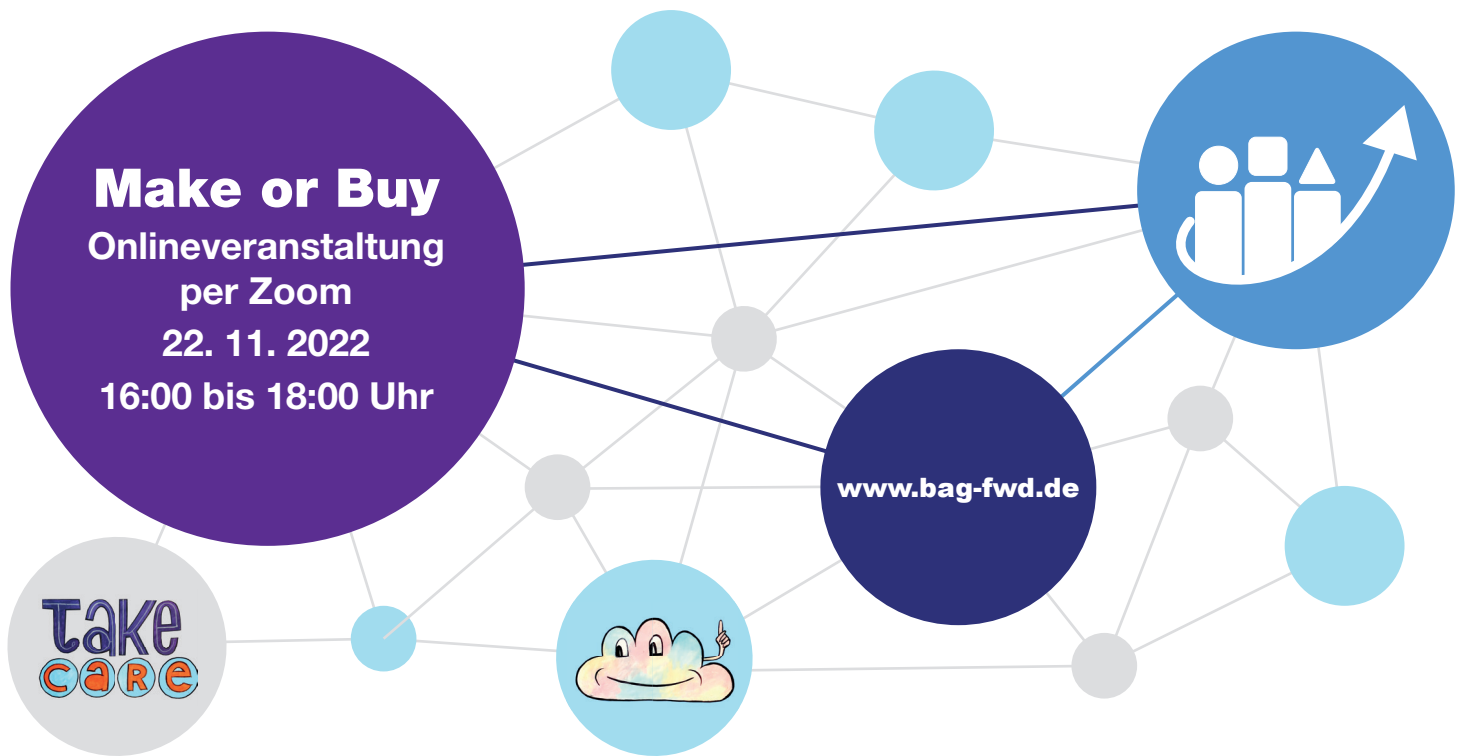 Make or Buy
Onlineveranstaltung
per Zoom
22. 11. 2022
16:00 bis 18:00 Uhr
www.bag-fwd.de
Take
CaRe